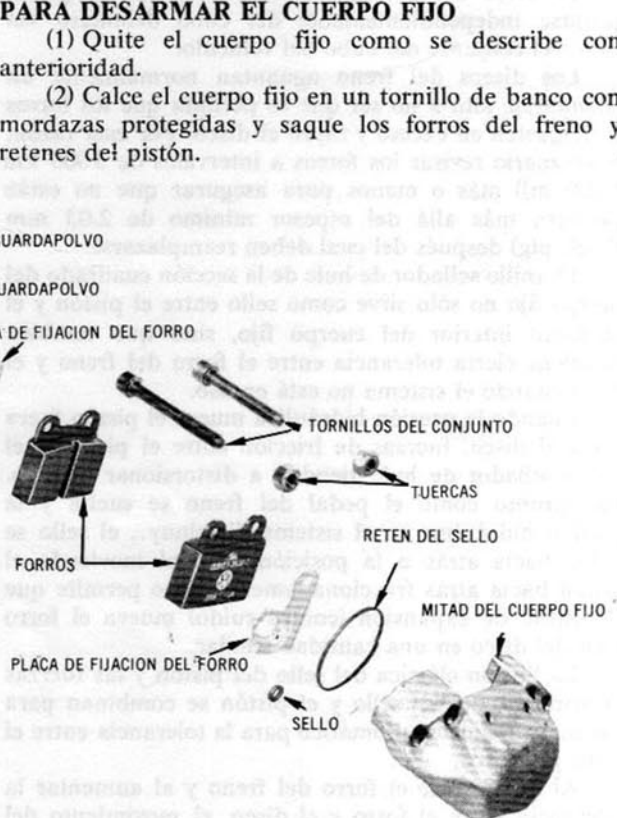 PARA DESARMAR EL CUERPO FIJO
(1) Quite el cuerpo fijo como se describe con
anterioridad.
(2) Caloe el cuerpo fijo en un tornillo de banco con
mordazas protegidas y saque los forros del freno y
retenes del pistón.
GUARDAPOLVO
GUARDAPOLVO
DE FIJACION DEL FORRO
TORNILLOS DEL CONJUNTO
TUERCAS
RETEN DEL SELLO
FORROS
MITAD DEL CUERPO FIJO
PLACA DE FIJACION DEL FORRO
SELLO